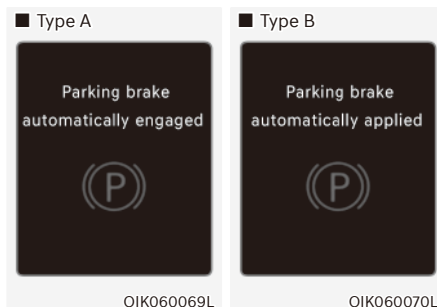 ■ Type A
Parking brake
automatically engaged
(P)
OIK060069L
■ Type B
Parking brake
automatically applied
(P)
OIK060070L